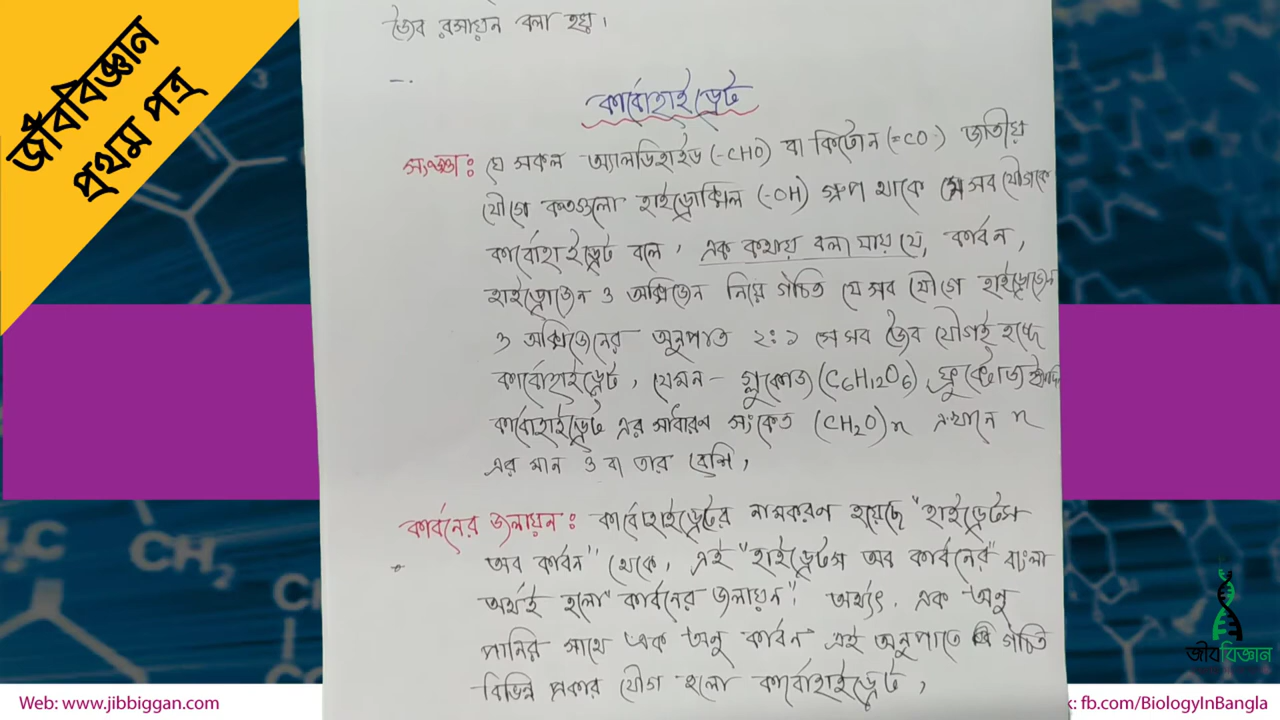 জীববিজ্ঞান
প্রথম পত্র
জৈব রসায়ন বলা হয়।
কার্বোহাইড্রেট
সংজ্ঞা: যে সকল অ্যালডিহাইড (-CHO) বা কিটোন (=CO) জাতীয়
যৌগে কতগুলো হাইড্রোক্সিল (-OH) গ্রুপ থাকে সে সব যৌগকে
কার্বোহাইড্রেট বলে, এক কথায় বলা যায় যে, কার্বন,
হাইড্রোজেন ও অক্সিজেন নিয়ে গঠিত যে সব যৌগে হাইড্রোজেন
ও অক্সিজেনের অনুপাত ২:১ সে সব জৈব যৌগই হচ্ছে
কার্বোহাইড্রেট, যেমন - গ্লুকোজ (C6H12O6) ফ্রুক্টোজ ইত্যাদি
কার্বোহাইড্রেট এর সাধারণ সংকেত (CH2O)n এখানে n
এর মান ৩ বা তার বেশি,
কার্বনের জলায়ন: কার্বোহাইড্রেটের নামকরণ হয়েছে "হাইড্রেটস
অব কার্বন" থেকে, এই "হাইড্রেটস অব কার্বনের" বাংলা
অর্থই হলো "কার্বনের জলায়ন"। অর্থাৎ, এক অনু
পানির সাথে এক অনু কার্বন এই অনুপাতে গঠিত
বিভিন্ন প্রকার যৌগ হলো কার্বোহাইড্রেট,
জীববিজ্ঞান
Web: www.jibbiggan.com
k: fb.com/BiologyInBangla
CH2